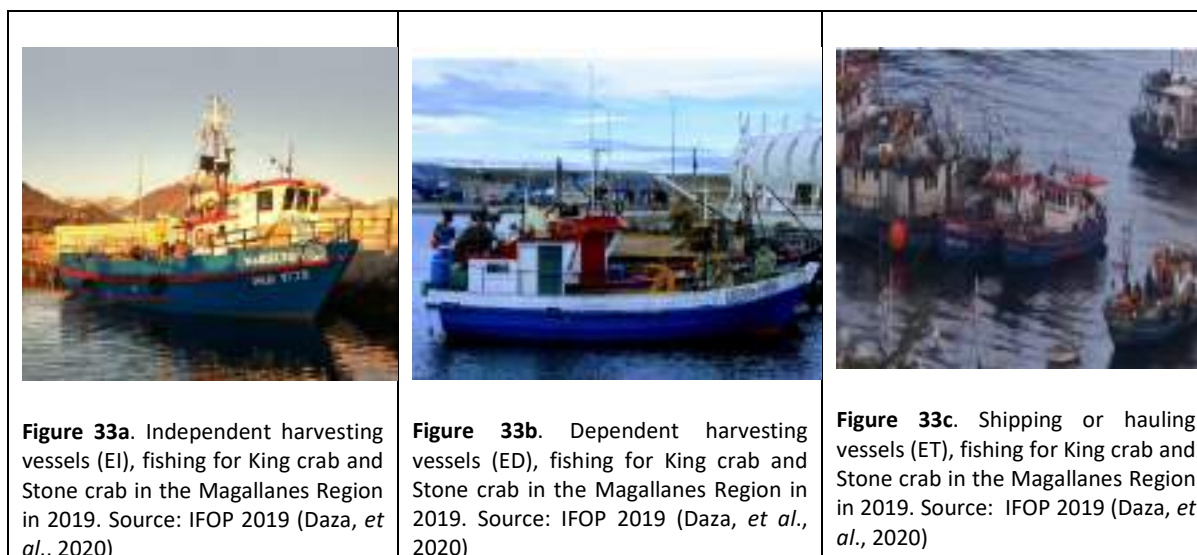 Figure 33a. Independent harvesting
vessels (EI), fishing for King crab and
Stone crab in the Magallanes Region
in 2019. Source: IFOP 2019 (Daza, et
al., 2020)
Figure 33b. Dependent harvesting
vessels (ED), fishing for King crab and
Stone crab in the Magallanes Region in
2019. Source: IFOP 2019 (Daza, et al.,
2020)
Figure 33c. Shipping or hauling
vessels (ET), fishing for King crab and
Stone crab in the Magallanes Region
in 2019. Source: IFOP 2019 (Daza, et
al., 2020)